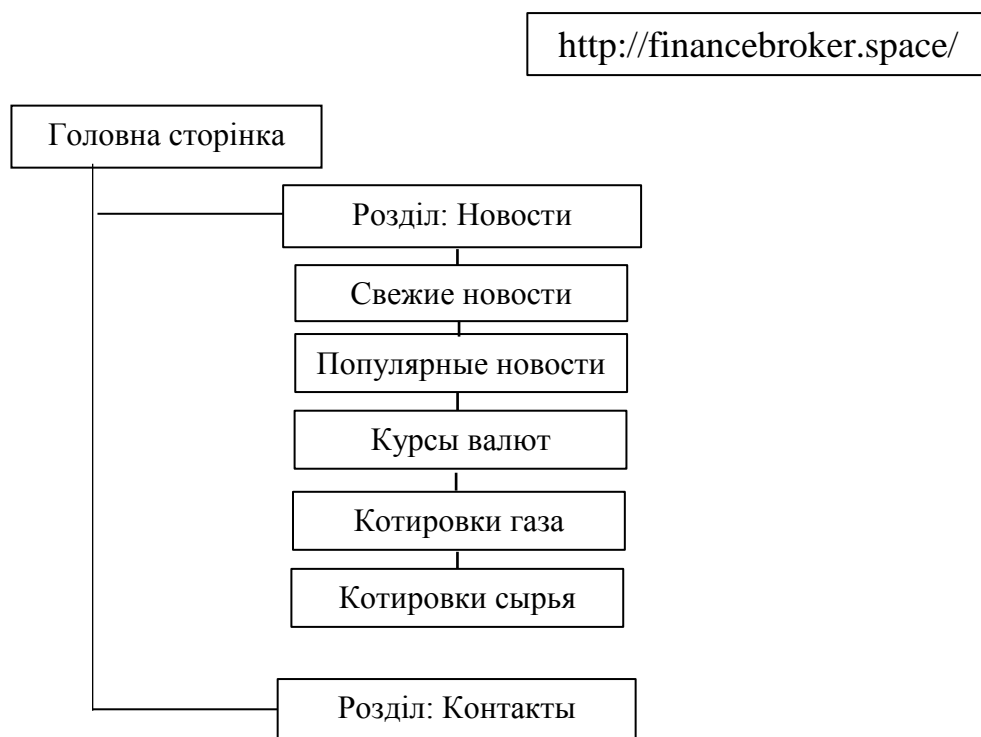 http://financebroker.space/
Головна сторінка
Розділ: Новости
Свежие новости
Популярные новости
Курсы валют
Котировки газа
Котировки сырья
Розділ: Контакты